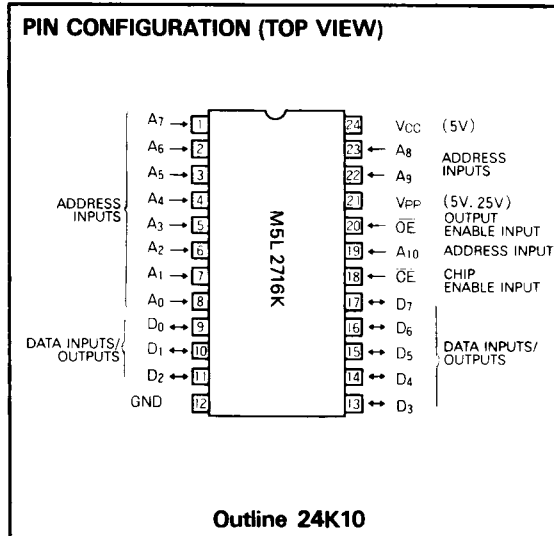 PIN CONFIGURATION (TOP VIEW)
A7 → 1
A6 → 2
A5 → 3
A4 → 4
A3 → 5
A2 → 6
A1 → 7
A0 → 8
ADDRESS
INPUTS
D0 ↔ 9
D1 ↔ 10
D2 ↔ 11
DATA INPUTS/
OUTPUTS
GND 12
M5L 2716K
24 VCC (5V)
23 ← A8
22 ← A9
ADDRESS
INPUTS
21 VPP (5V. 25V)
20 ← O̅E̅ OUTPUT
ENABLE INPUT
19 ← A10 ADDRESS INPUT
18 ← C̅E̅ CHIP
ENABLE INPUT
17 ↔ D7
16 ↔ D6
15 ↔ D5
14 ↔ D4
13 ↔ D3
DATA INPUTS/
OUTPUTS
Outline 24K10